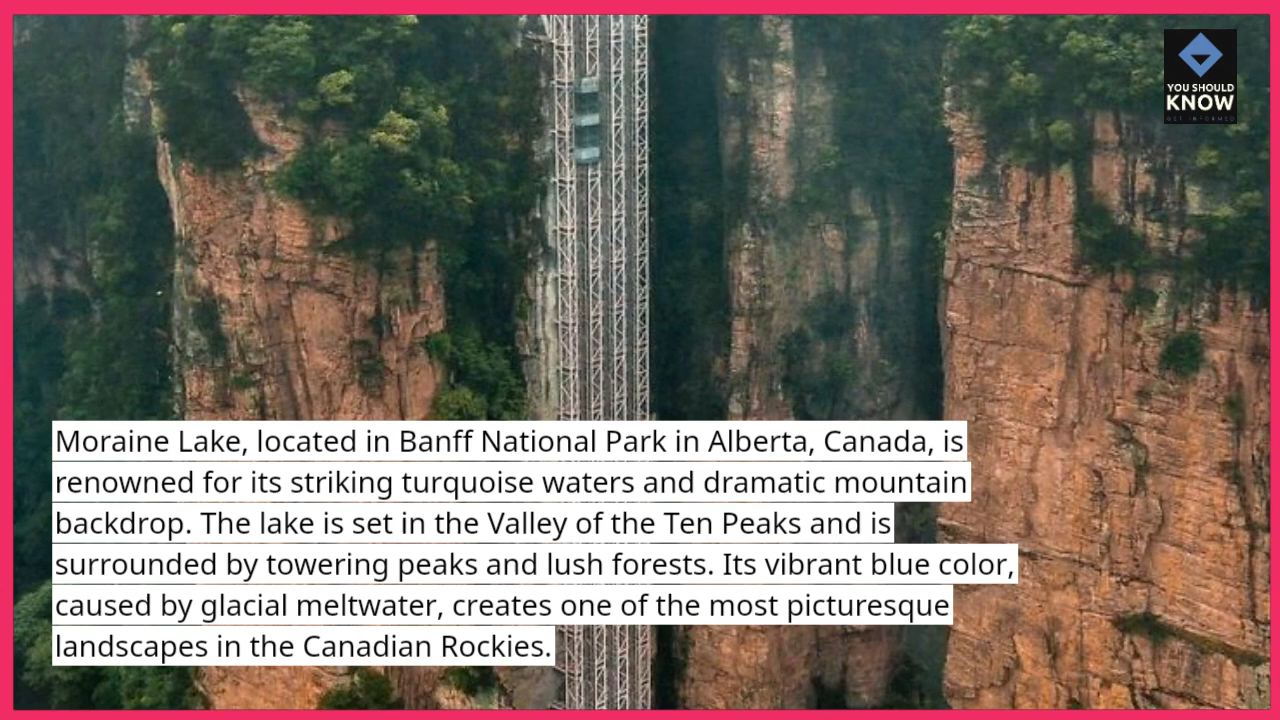 YOU SHOULD
KNOW
GET INFORMED
Moraine Lake, located in Banff National Park in Alberta, Canada, is
renowned for its striking turquoise waters and dramatic mountain
backdrop. The lake is set in the Valley of the Ten Peaks and is
surrounded by towering peaks and lush forests. Its vibrant blue color,
caused by glacial meltwater, creates one of the most picturesque
landscapes in the Canadian Rockies.